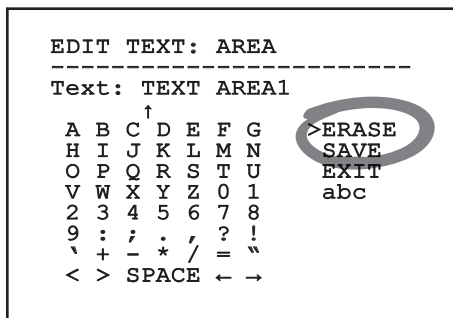 EDIT TEXT: AREA
------------------------
Text: TEXT AREA1
↑
A B C D E F G >ERASE
H I J K L M N SAVE
O P Q R S T U EXIT
V W X Y Z 0 1 abc
2 3 4 5 6 7 8
9 : ; . , ? !
‵ + - * / = ‶
< > SPACE ← →